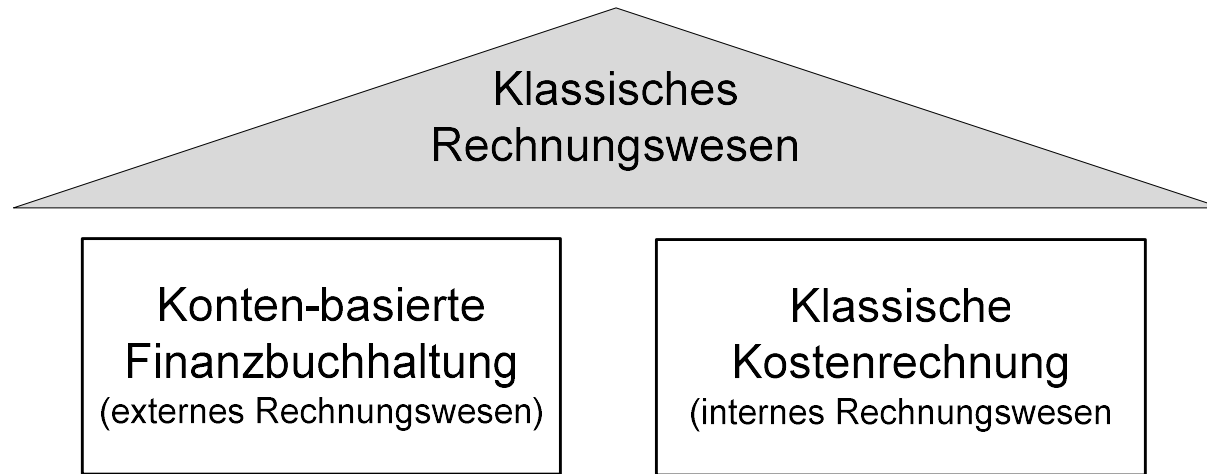 Klassisches
Rechnungswesen
Konten-basierte
Finanzbuchhaltung
(externes Rechnungswesen)
Klassische
Kostenrechnung
(internes Rechnungswesen